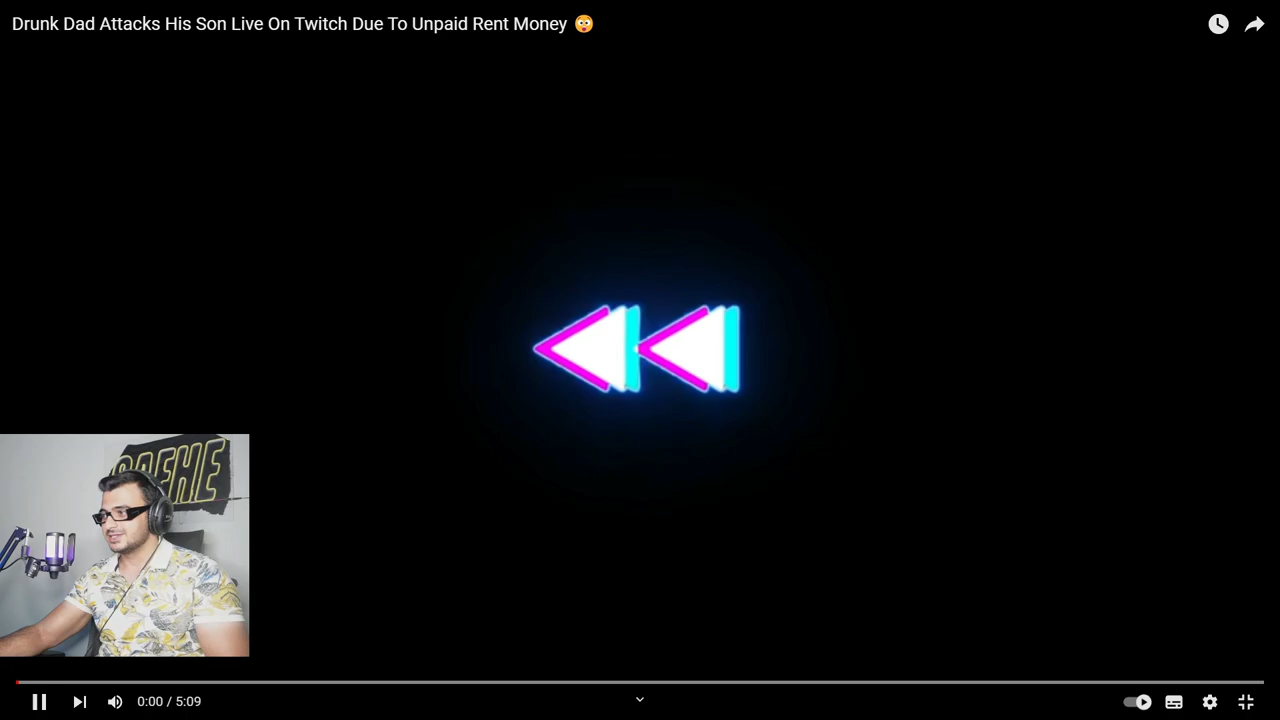 Drunk Dad Attacks His Son Live On Twitch Due To Unpaid Rent Money 😳
0:00 / 5:09